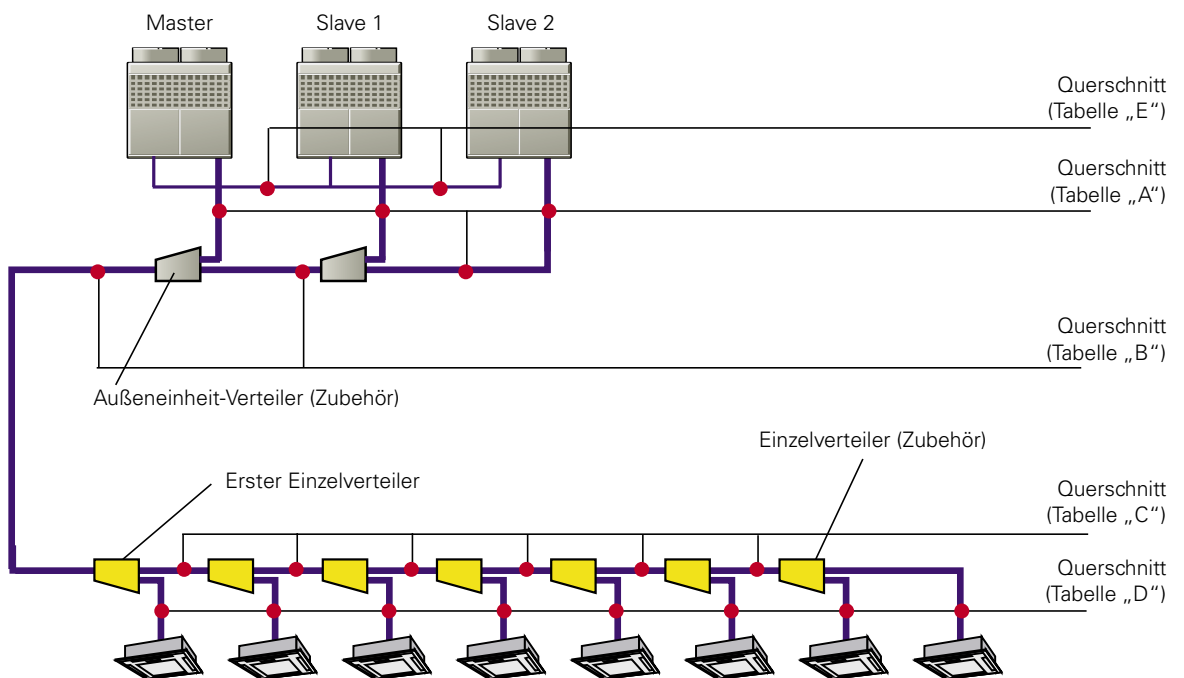 Master
Slave 1
Slave 2
Querschnitt
(Tabelle „E“)
Querschnitt
(Tabelle „A“)
Querschnitt
(Tabelle „B“)
Außeneinheit-Verteiler (Zubehör)
Einzelverteiler (Zubehör)
Erster Einzelverteiler
Querschnitt
(Tabelle „C“)
Querschnitt
(Tabelle „D“)